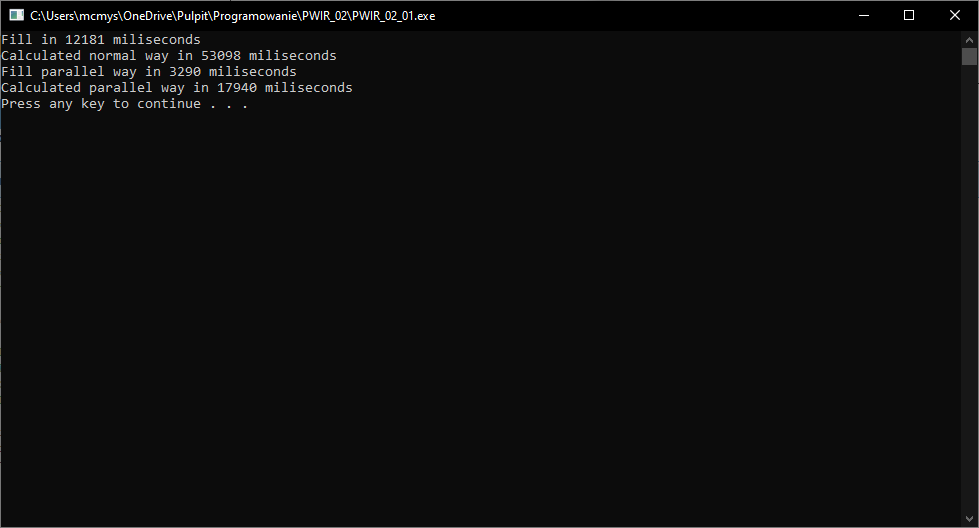 C:\Users\mcmys\OneDrive\Pulpit\Programowanie\PWIR_02\PWIR_02_01.exe
Fill in 12181 miliseconds
Calculated normal way in 53098 miliseconds
Fill parallel way in 3290 miliseconds
Calculated parallel way in 17940 miliseconds
Press any key to continue . . .